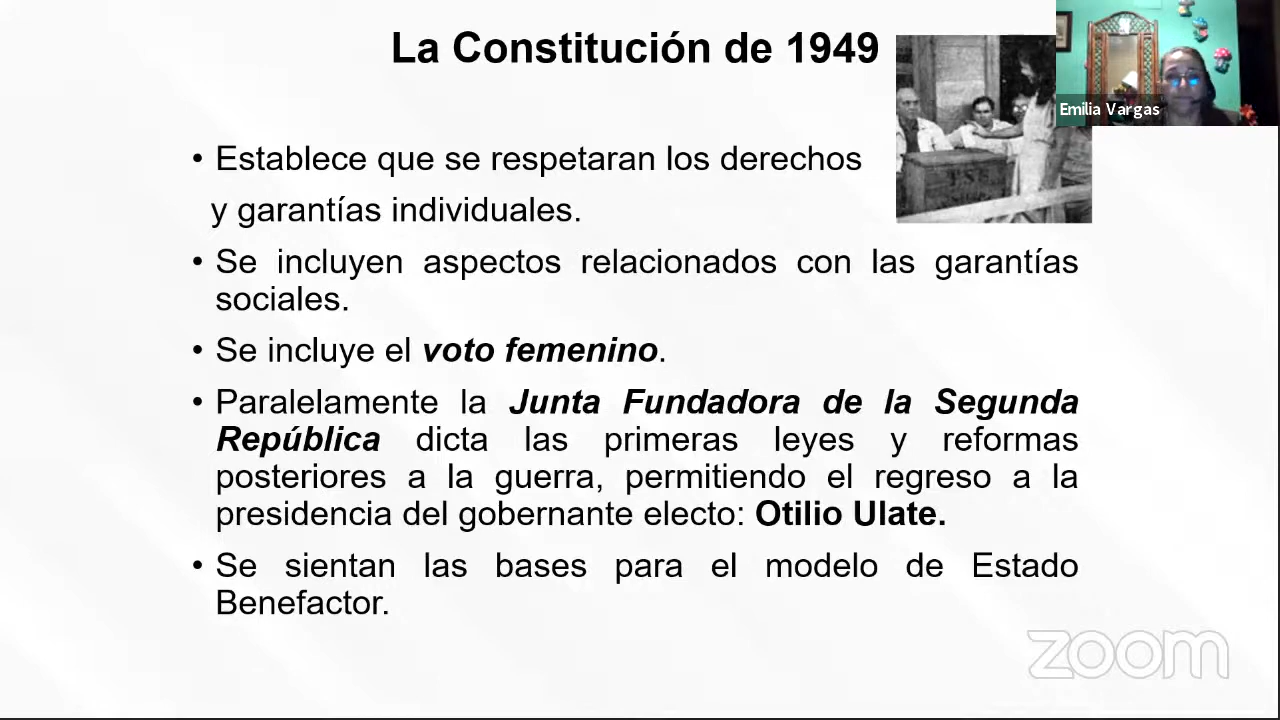 La Constitución de 1949
Emilia Vargas
• Establece que se respetaran los derechos
y garantías individuales.
• Se incluyen aspectos relacionados con las garantías
sociales.
• Se incluye el voto femenino.
• Paralelamente la Junta Fundadora de la Segunda
República dicta las primeras leyes y reformas
posteriores a la guerra, permitiendo el regreso a la
presidencia del gobernante electo: Otilio Ulate.
• Se sientan las bases para el modelo de Estado
Benefactor.
zoom